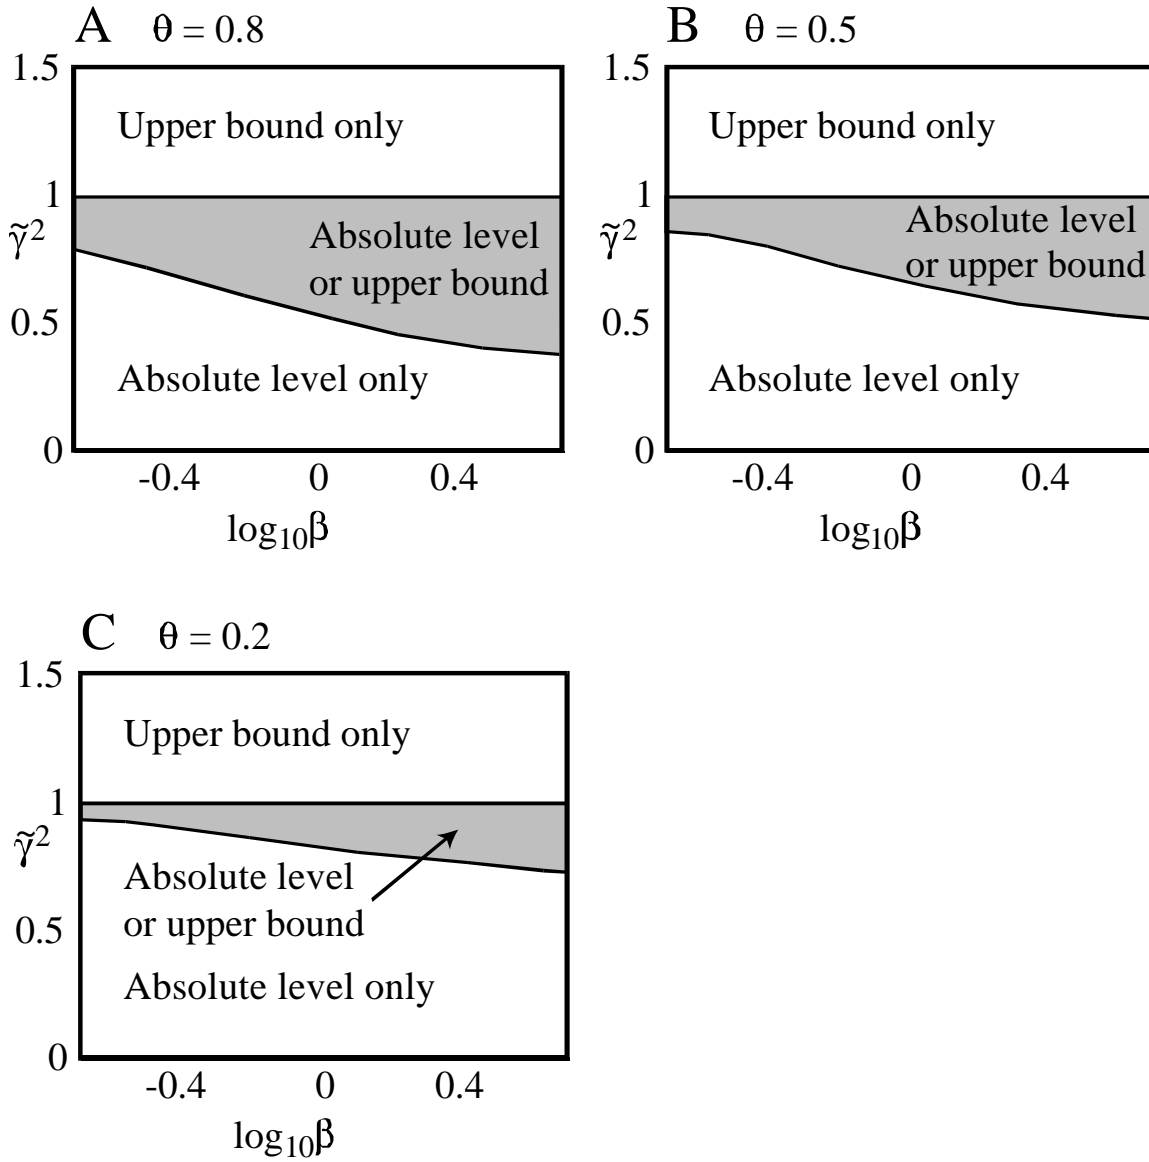 A θ = 0.8
1.5
Upper bound only
1
γ̃²
Absolute level
or upper bound
0.5
Absolute level only
0
-0.4 0 0.4
log₁₀β
B θ = 0.5
1.5
Upper bound only
1
γ̃²
Absolute level
or upper bound
0.5
Absolute level only
0
-0.4 0 0.4
log₁₀β
C θ = 0.2
1.5
Upper bound only
1
γ̃²
Absolute level
or upper bound
0.5
Absolute level only
0
-0.4 0 0.4
log₁₀β